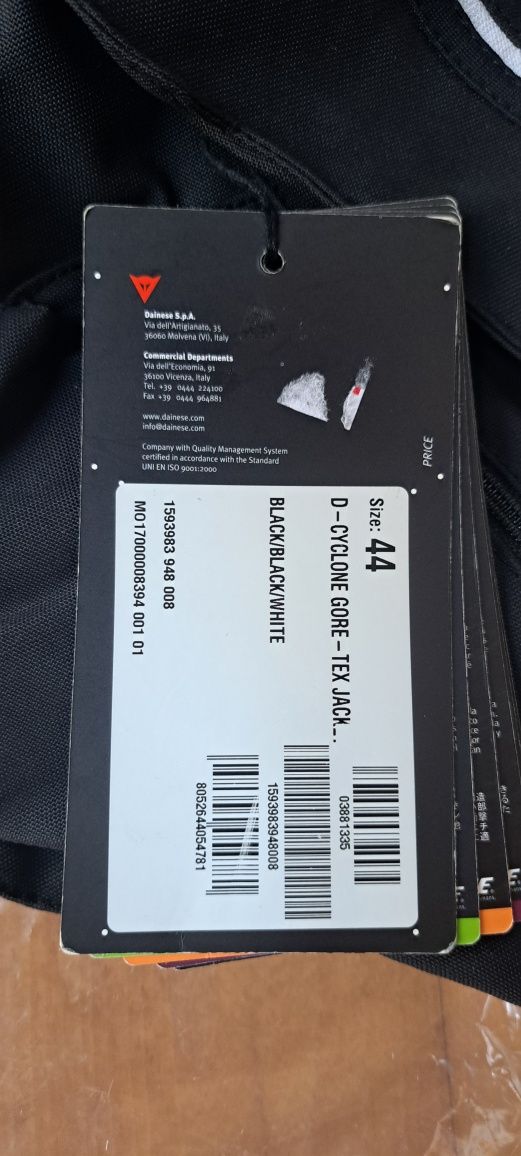 Dainese S.p.A.
Via dell'Artigianato, 35
36060 Molvena (VI), Italy
Commercial Departments
Via dell'Economia, 91
36100 Vicenza, Italy
Tel. +39 0444 224100
Fax +39 0444 964881
www.dainese.com
info@dainese.com
Company with Quality Management System
certified in accordance with the Standard
UNI EN ISO 9001:2000
PRICE
Size: 44
D-CYCLONE GORE-TEX JACK...
BLACK/BLACK/WHITE
1593983 948 008
MO17000008394 001 01
03881335
1593983948008
8052644054781